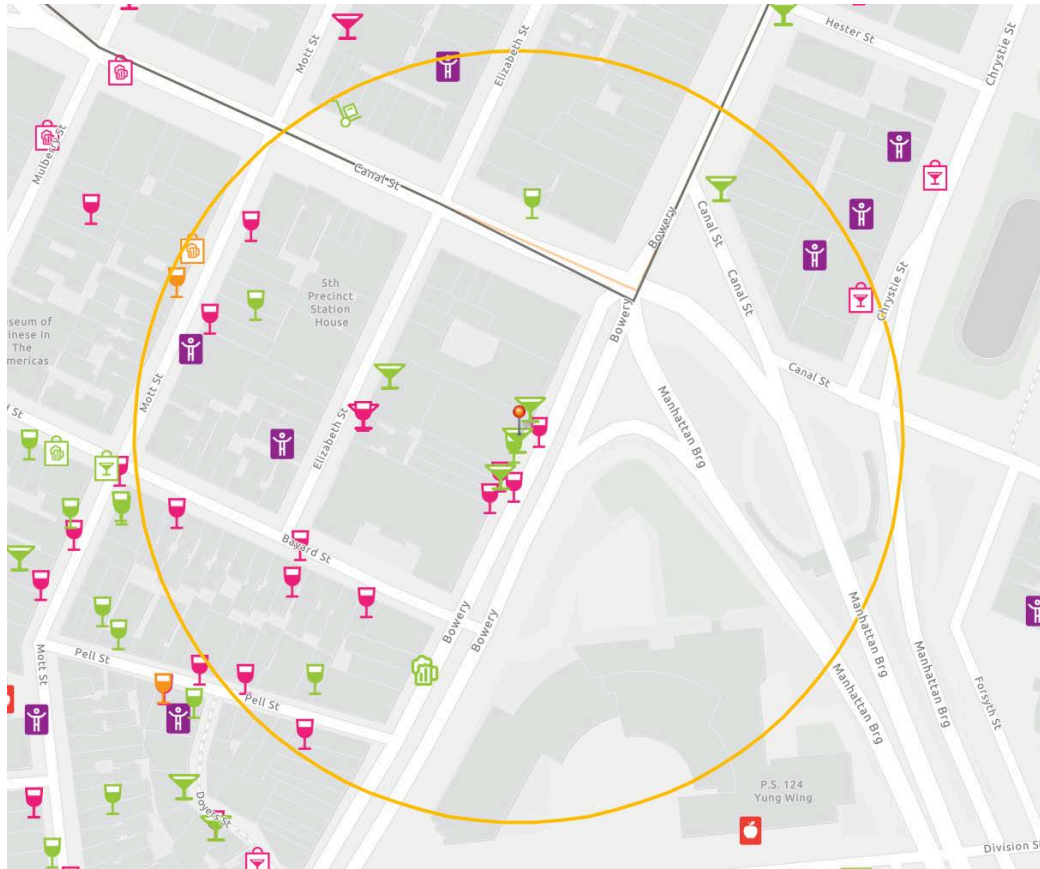 Hester St
Chrystie St
Mott St
Elizabeth St
Mulberry St
Canal St
Bowery
Canal St
Canal St
5th
Precinct
Station
House
Bowery
Chrystie St
useum of
hinese In
The
mericas
Mott St
Elizabeth St
Canal St
Manhattan Brg
St
Bayard St
Bowery
Bowery
Manhattan Brg
Mott St
Pell St
Pell St
Manhattan Brg
Manhattan Brg
Forsyth St
Doyers St
P.S. 124
Yung Wing
Division St